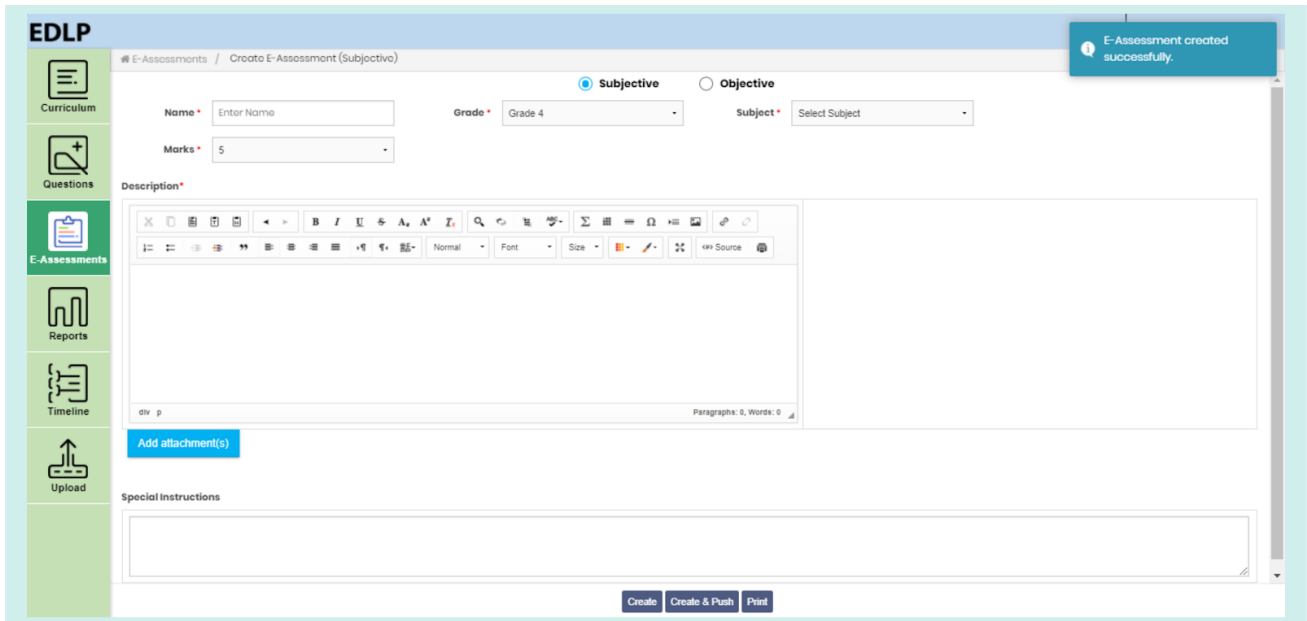 EDLP
E-Assessment created
successfully.
E-Assessments / Create E-Assessment (Subjective)
Subjective Objective
Name * Enter Name Grade * Grade 4 Subject * Select Subject
Marks * 5
Description*
B I U S Normal Font Size Source
div p Paragraphs: 0, Words: 0
Add attachment(s)
Special Instructions
Create Create & Push Print
Curriculum
Questions
E-Assessments
Reports
Timeline
Upload